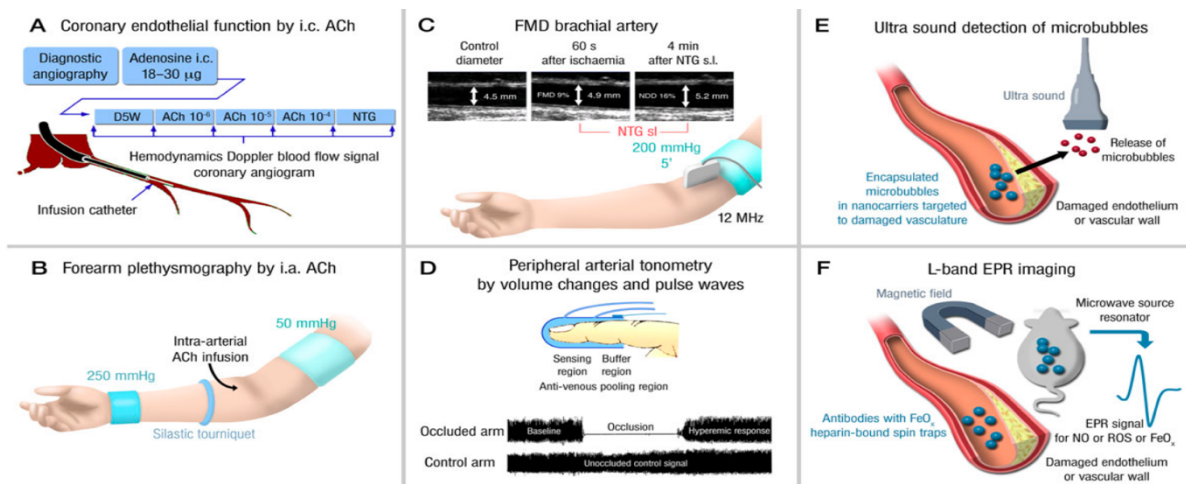 A Coronary endothelial function by i.c. ACh
Diagnostic
angiography
Adenosine i.c.
18–30 μg
D5W
ACh 10-6
ACh 10-5
ACh 10-4
NTG
Hemodynamics Doppler blood flow signal
coronary angiogram
Infusion catheter
B Forearm plethysmography by i.a. ACh
50 mmHg
Intra-arterial
ACh infusion
250 mmHg
Silastic tourniquet
C FMD brachial artery
Control
diameter
60 s
after ischaemia
4 min
after NTG s.l.
4.5 mm
FMD 9%
4.9 mm
NDD 16%
5.2 mm
NTG sl
200 mmHg
5’
12 MHz
D Peripheral arterial tonometry
by volume changes and pulse waves
Sensing
region
Buffer
region
Anti-venous pooling region
Occluded arm
Baseline
Occlusion
Hyperemic response
Control arm
Unoccluded control signal
E Ultra sound detection of microbubbles
Ultra sound
Release of
microbubbles
Encapsulated
microbubbles
in nanocarriers targeted
to damaged vasculature
Damaged endothelium
or vascular wall
F L-band EPR imaging
Magnetic field
Microwave source
resonator
Antibodies with FeOx
heparin-bound spin traps
EPR signal
for NO or ROS or FeOx
Damaged endothelium
or vascular wall